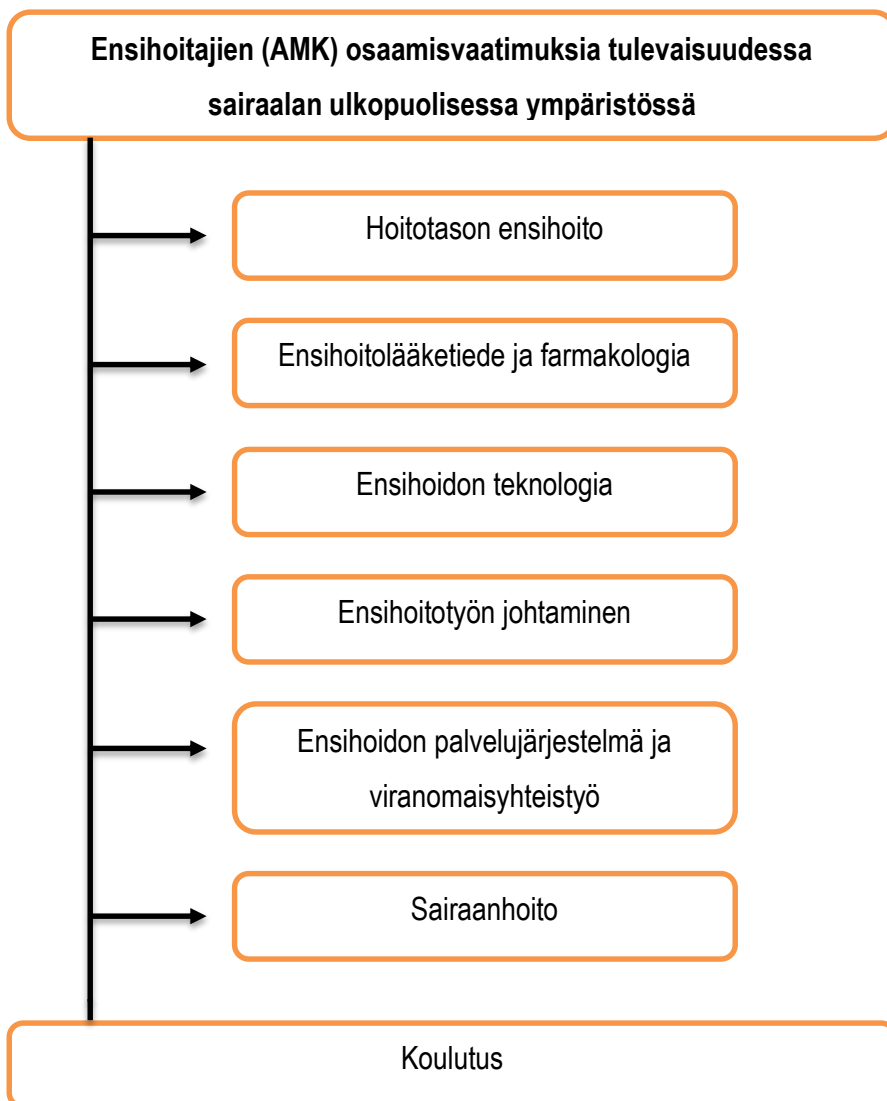 Ensihoitajien (AMK) osaamisvaatimuksia tulevaisuudessa
sairaalan ulkopuolisessa ympäristössä
Hoitotason ensihoito
Ensihoitolääketiede ja farmakologia
Ensihoidon teknologia
Ensihoitotyön johtaminen
Ensihoidon palvelujärjestelmä ja
viranomaisyhteistyö
Sairaanhoito
Koulutus